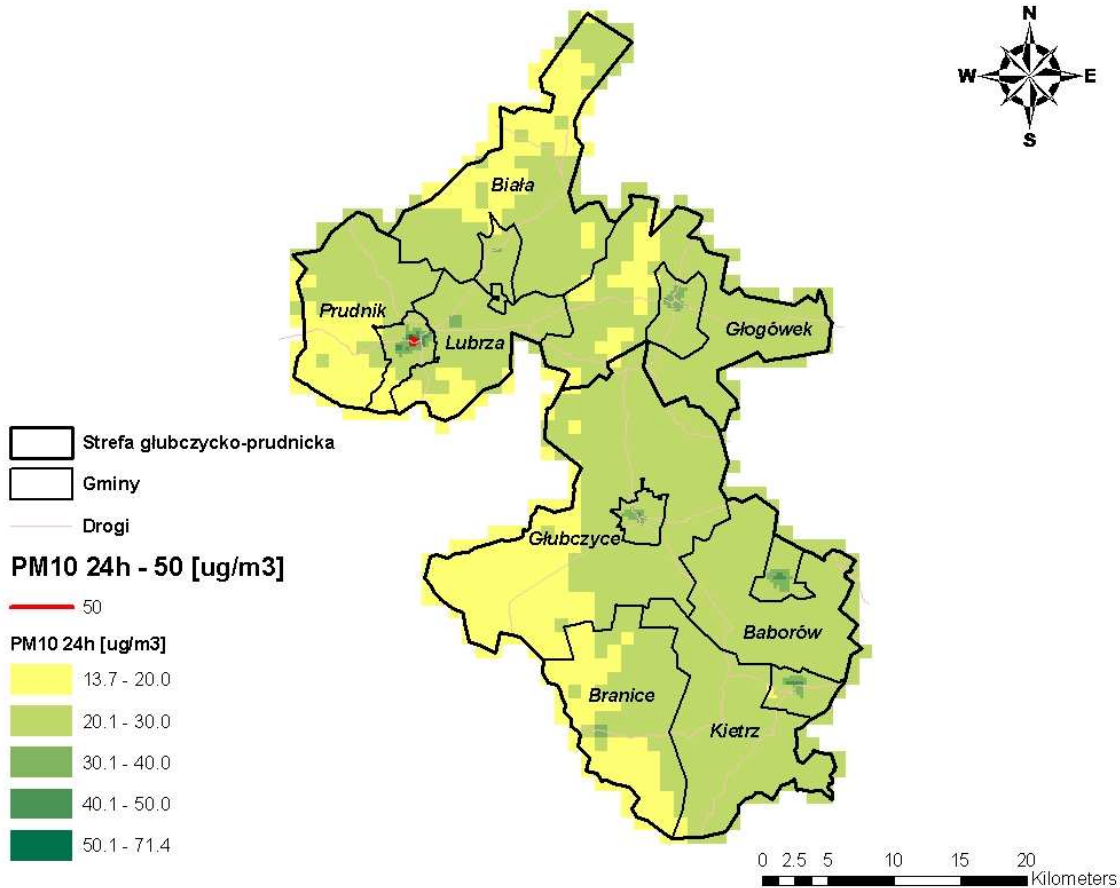 N
W E
S
Biała
Prudnik
Lubrza
Głogówek
Głubczyce
Baborów
Branice
Kietrz
Strefa głubczycko-prudnicka
Gminy
Drogi
PM10 24h - 50 [ug/m3]
50
PM10 24h [ug/m3]
13.7 - 20.0
20.1 - 30.0
30.1 - 40.0
40.1 - 50.0
50.1 - 71.4
0 2.5 5 10 15 20
Kilometers